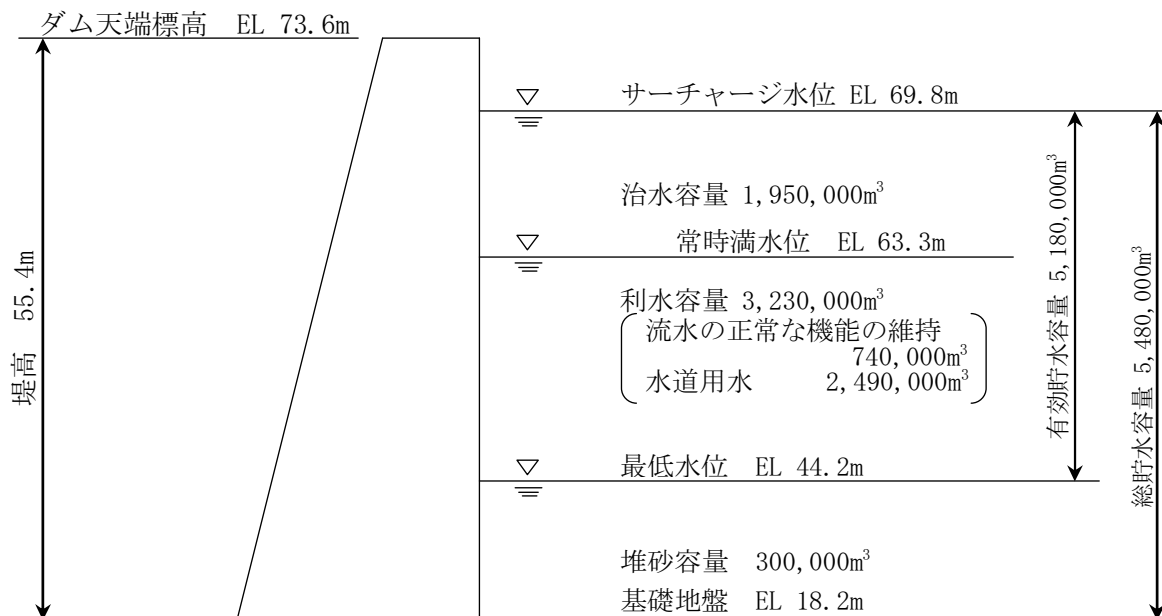 ダム天端標高 EL 73.6m
サーチャージ水位 EL 69.8m
治水容量 1,950,000m³
常時満水位 EL 63.3m
利水容量 3,230,000m³
流水の正常な機能の維持
740,000m³
水道用水 2,490,000m³
最低水位 EL 44.2m
堆砂容量 300,000m³
基礎地盤 EL 18.2m
堤高 55.4m
有効貯水容量 5,180,000m³
総貯水容量 5,480,000m³